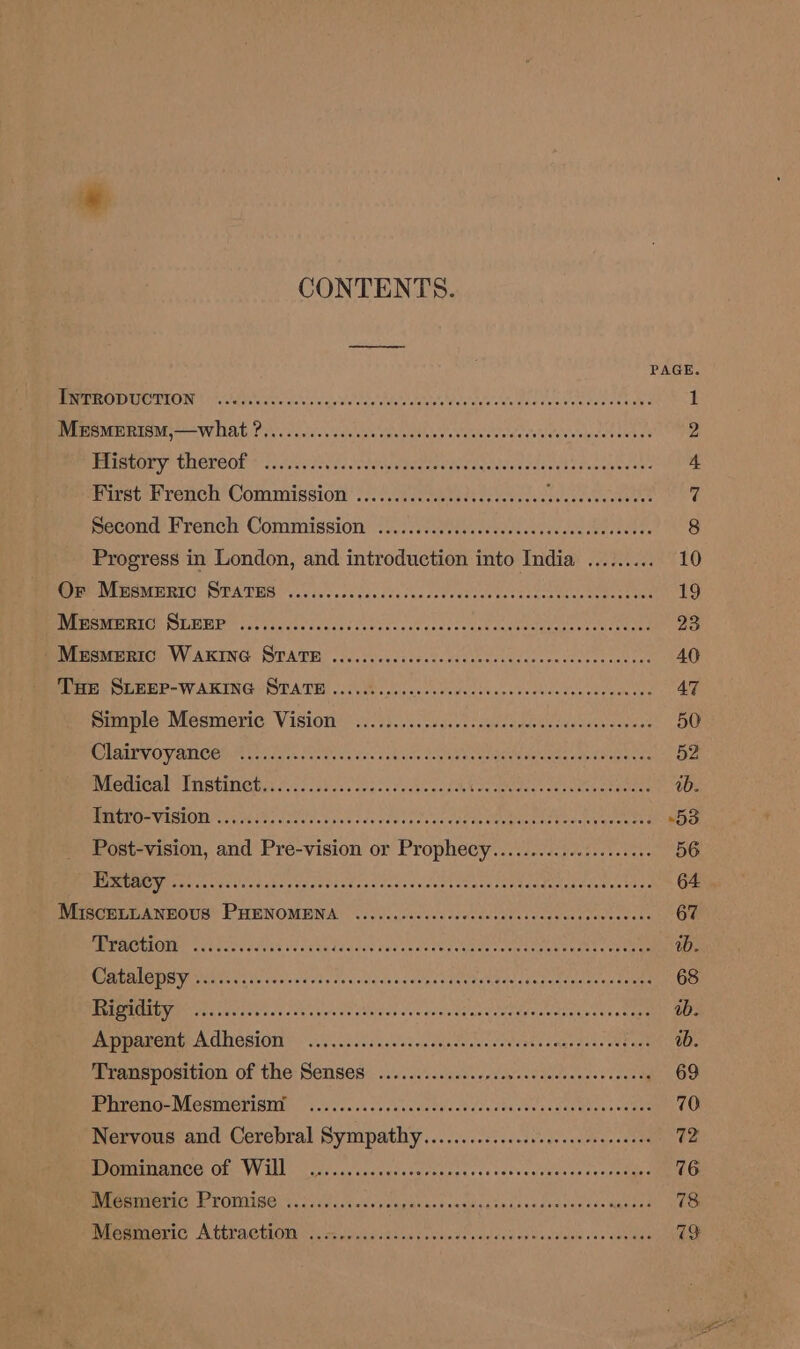 CONTENTS.
PAGE.
INTRODUCTION ........ 1
MESMERISM,—what ?........ 2
History thereof ........ 4
First French Commission ........ 7
Second French Commission ........ 8
Progress in London, and introduction into India ........ 10
OF MESMERIC STATES ........ 19
MESMERIC SLEEP ........ 23
MESMERIC WAKING STATE ........ 40
THE SLEEP-WAKING STATE ........ 47
Simple Mesmeric Vision ........ 50
Clairvoyance ........ 52
Medical Instinct........ ib.
Intro-vision ........ 53
Post-vision, and Pre-vision or Prophecy........ 56
Extacy ........ 64
MISCELLANEOUS PHENOMENA ........ 67
Traction ........ ib.
Catalepsy ........ 68
Rigidity ........ ib.
Apparent Adhesion ........ ib.
Transposition of the Senses ........ 69
Phreno-Mesmerism ........ 70
Nervous and Cerebral Sympathy........ 72
Dominance of Will ........ 76
Mesmeric Promise ........ 78
Mesmeric Attraction ........ 79